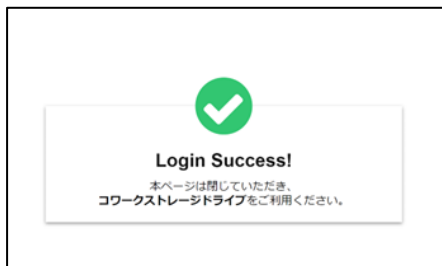 Login Success!
本ページは閉じていただき、
コワークストレージドライブをご利用ください。